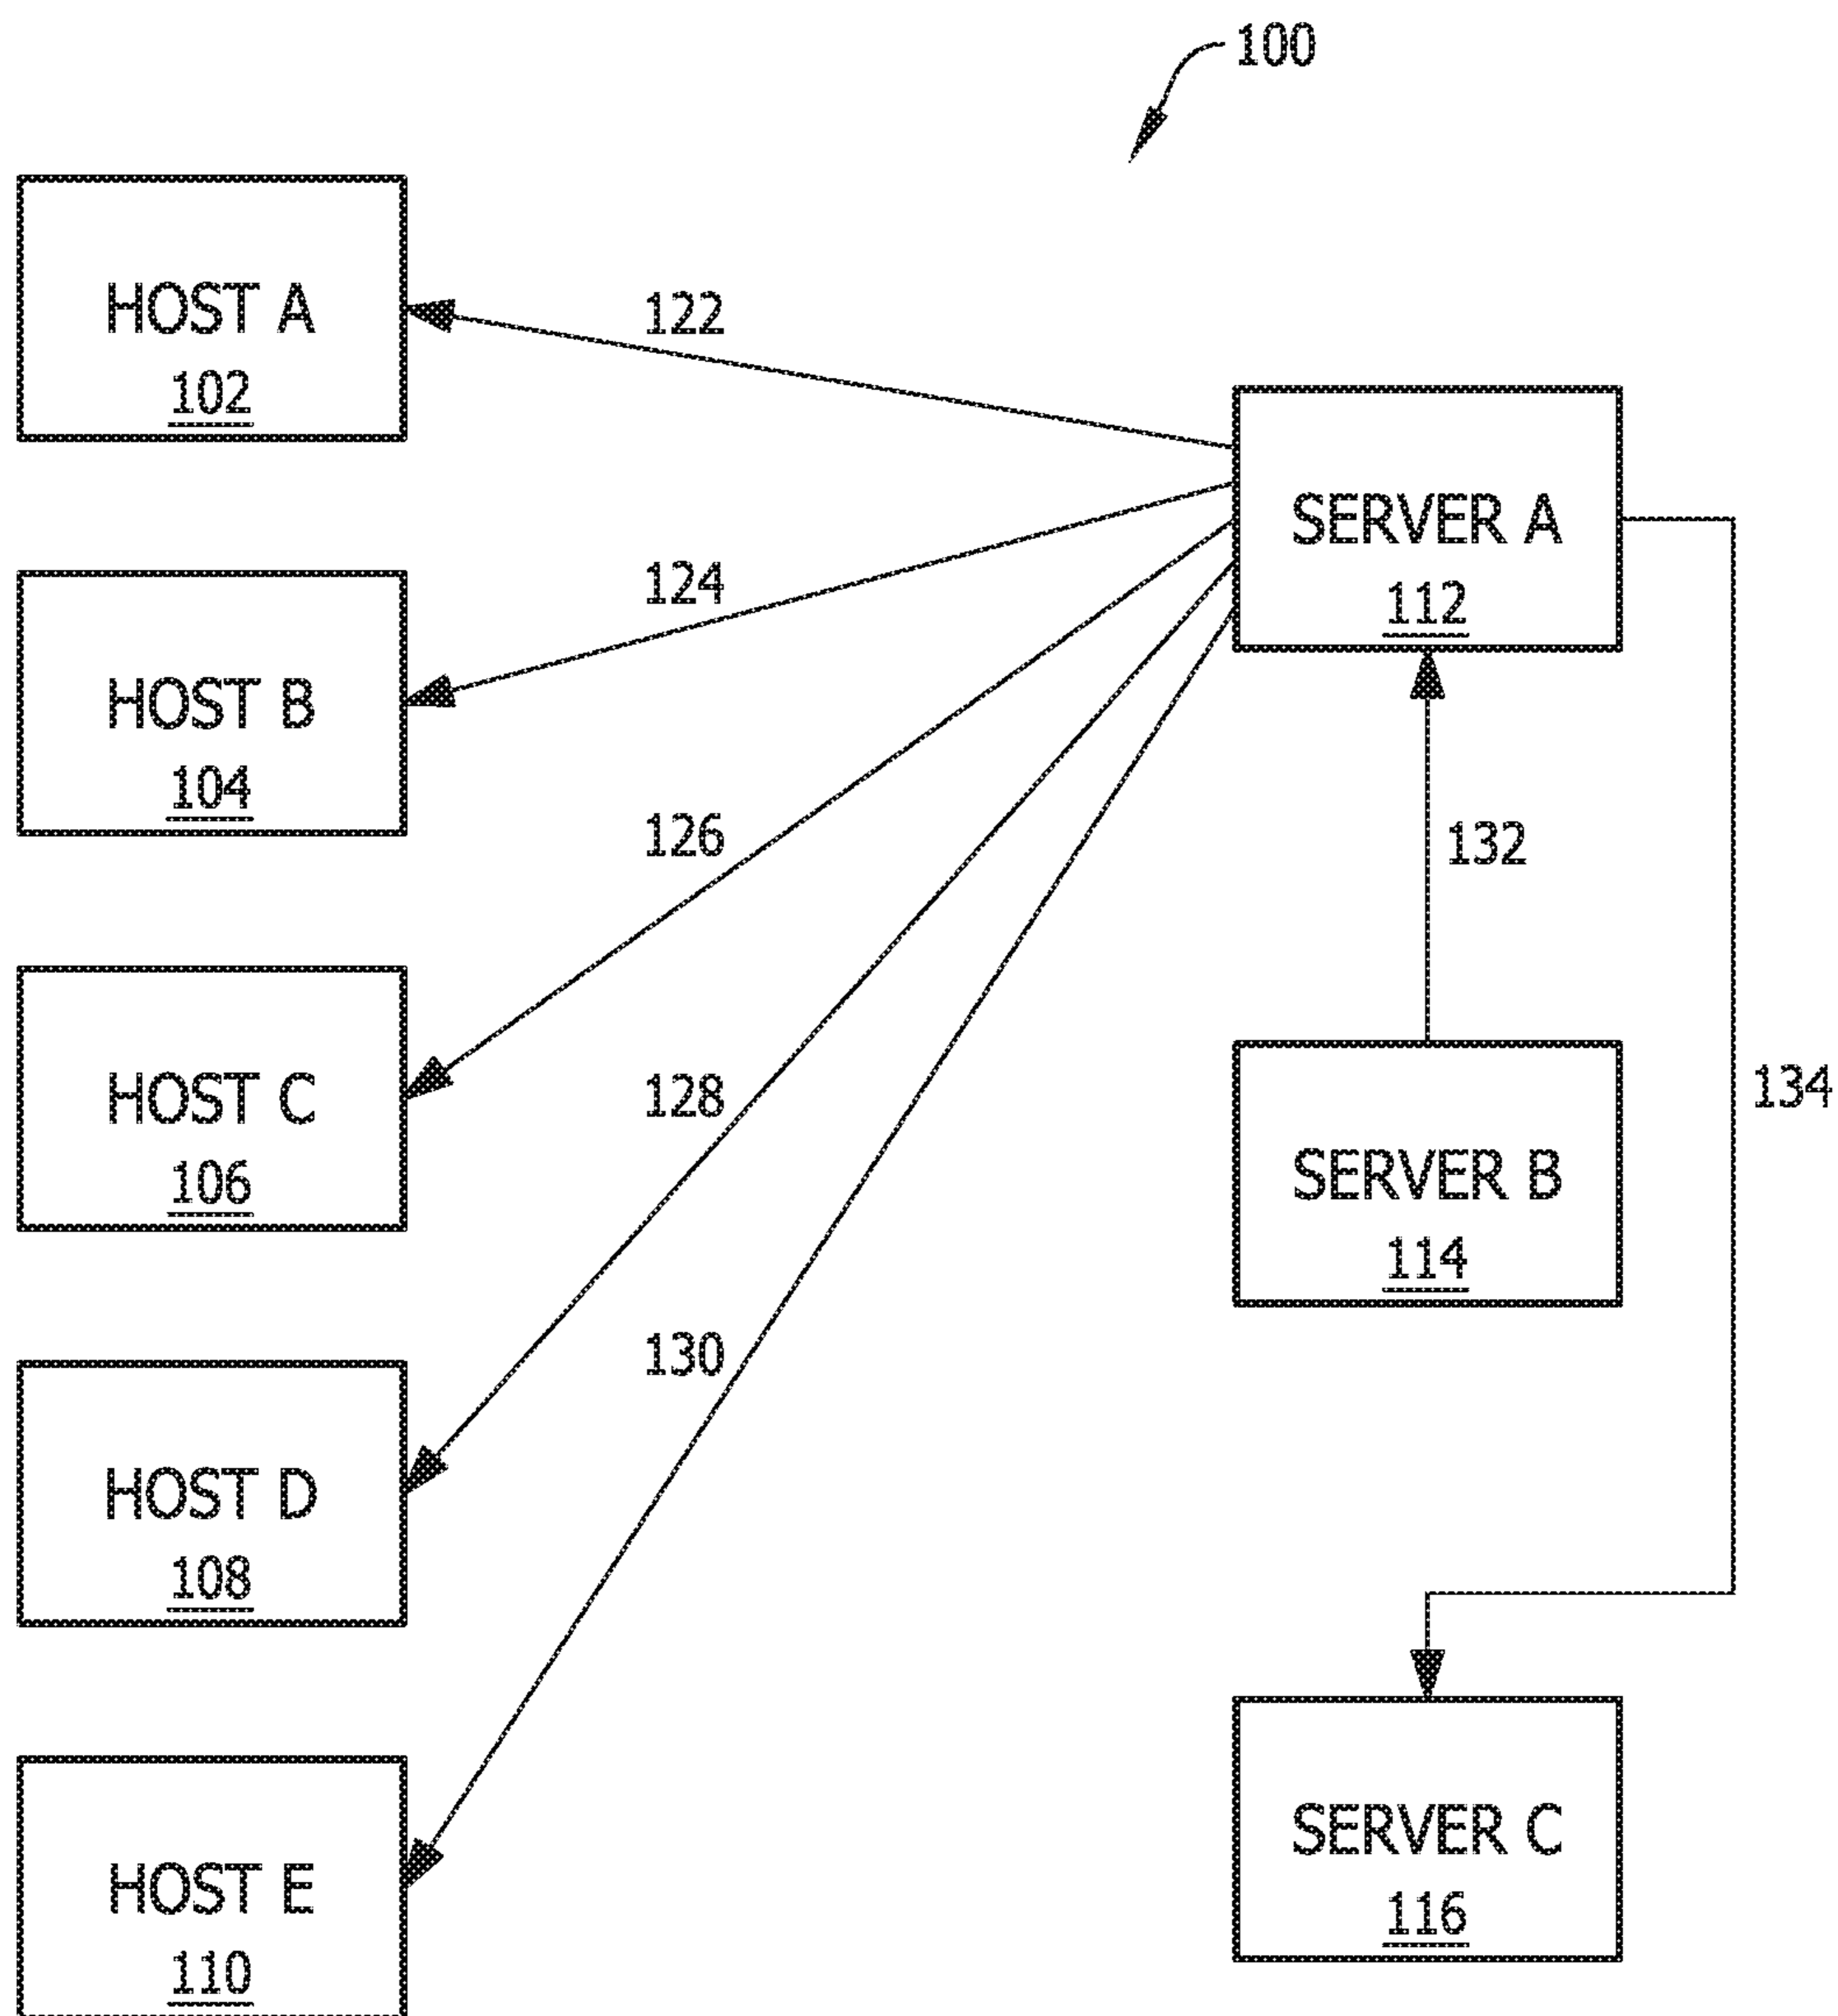 100
HOST A
102
122
SERVER A
112
HOST B
104
124
126
132
HOST C
106
128
SERVER B
114
134
130
HOST D
108
HOST E
110
SERVER C
116